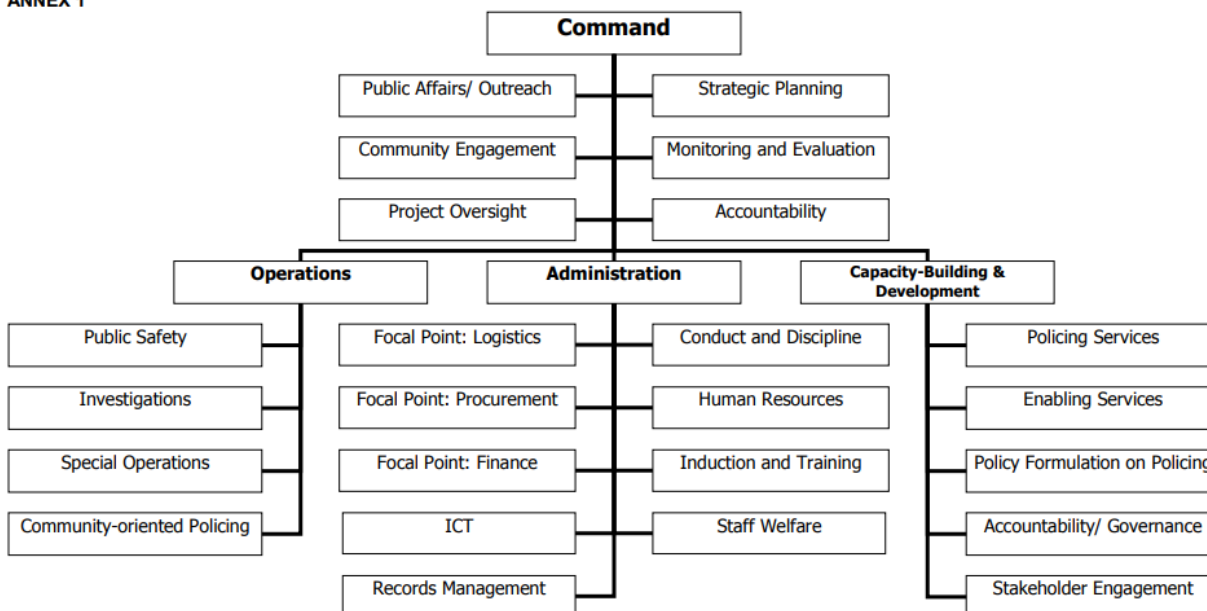 ANNEX 1
Command
Public Affairs/ Outreach
Strategic Planning
Community Engagement
Monitoring and Evaluation
Project Oversight
Accountability
Operations
Administration
Capacity-Building &
Development
Public Safety
Focal Point: Logistics
Conduct and Discipline
Policing Services
Investigations
Focal Point: Procurement
Human Resources
Enabling Services
Special Operations
Focal Point: Finance
Induction and Training
Policy Formulation on Policing
Community-oriented Policing
ICT
Staff Welfare
Accountability/ Governance
Records Management
Stakeholder Engagement